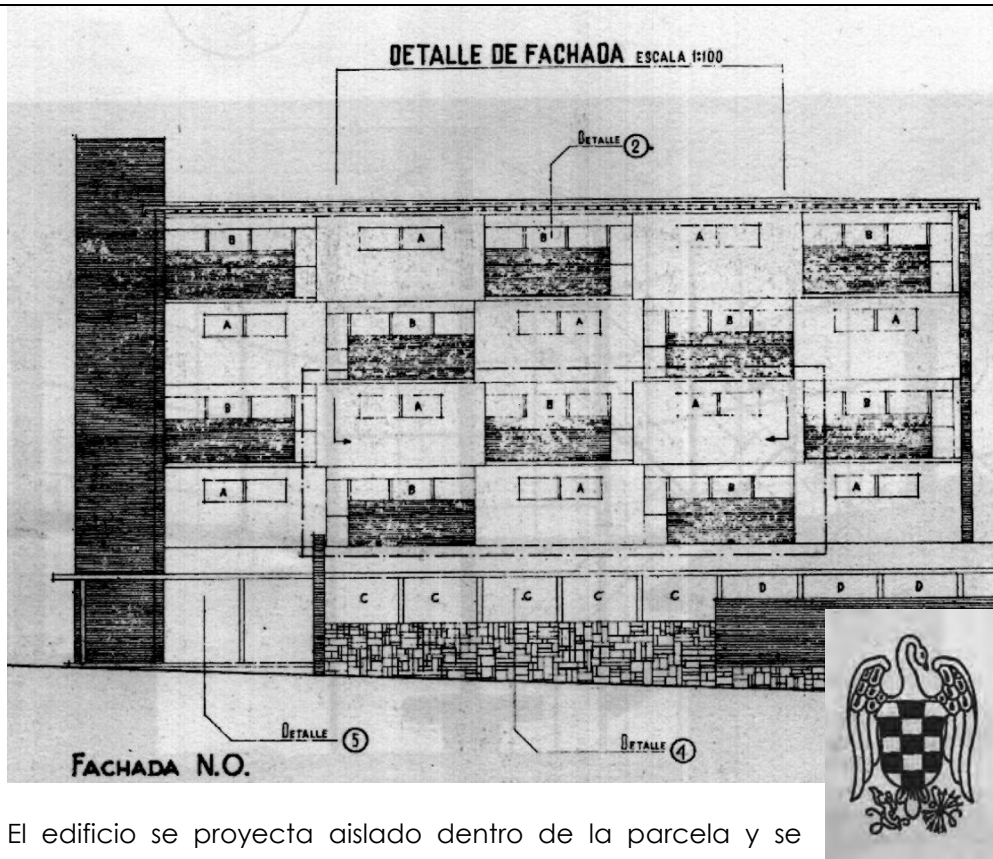 DETALLE DE FACHADA ESCALA 1:100
DETALLE 2
B A B A B
A B A B A
B A B A B
A B A B A
C C C C C D D D
DETALLE 5
DETALLE 4
FACHADA N.O.
El edificio se proyecta aislado dentro de la parcela y se